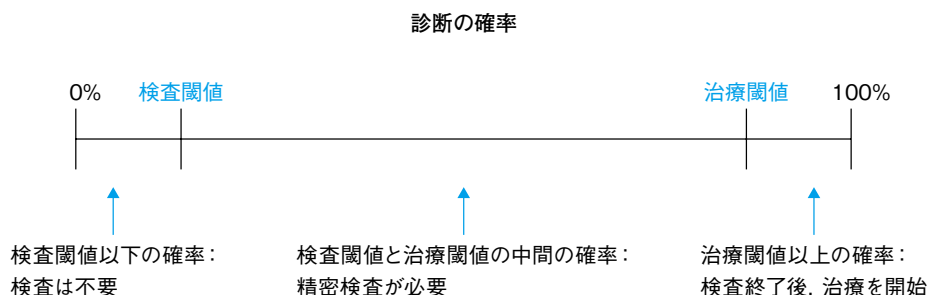 診断の確率
0% 検査閾値 治療閾値 100%
検査閾値以下の確率：
検査は不要
検査閾値と治療閾値の中間の確率：
精密検査が必要
治療閾値以上の確率：
検査終了後，治療を開始